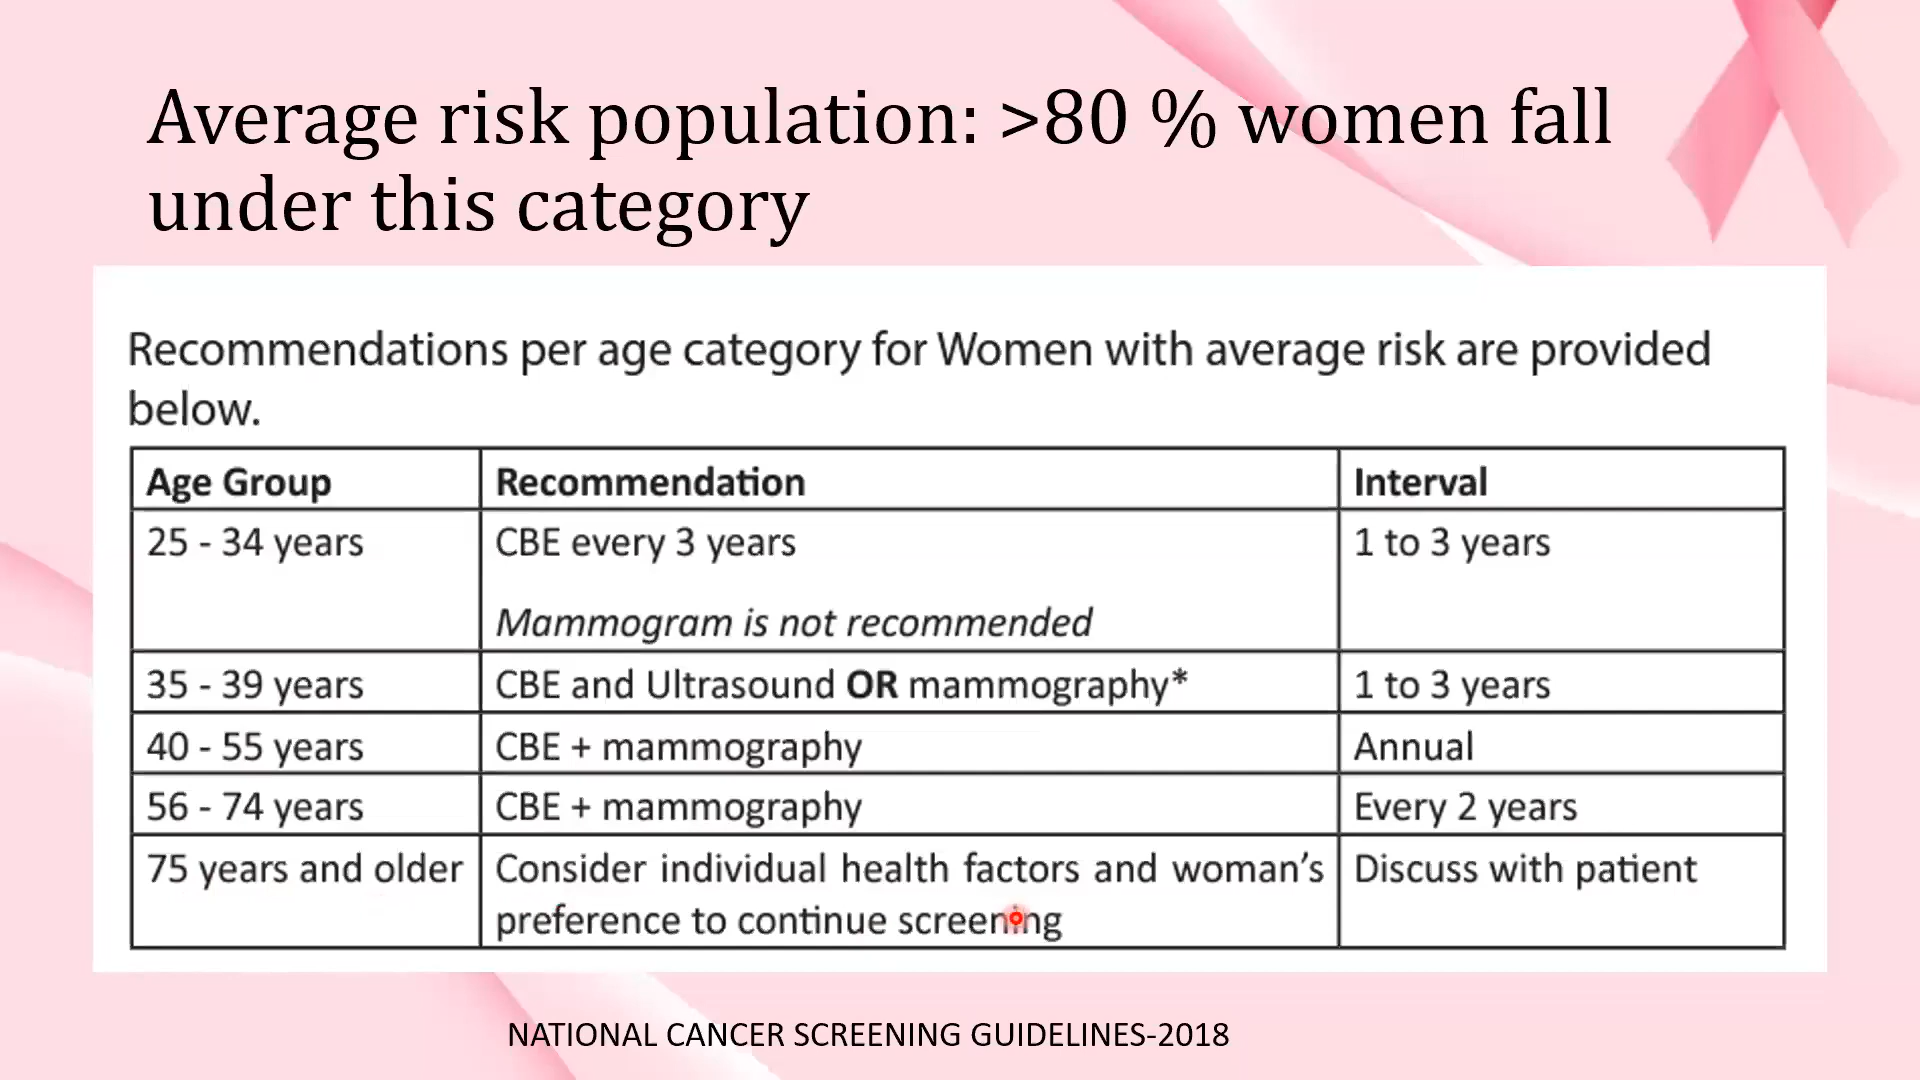 Average risk population: >80 % women fall
under this category
Recommendations per age category for Women with average risk are provided
below.
Age Group Recommendation Interval
25 - 34 years CBE every 3 years 1 to 3 years
Mammogram is not recommended
35 - 39 years CBE and Ultrasound OR mammography* 1 to 3 years
40 - 55 years CBE + mammography Annual
56 - 74 years CBE + mammography Every 2 years
75 years and older Consider individual health factors and woman’s Discuss with patient
preference to continue screening
NATIONAL CANCER SCREENING GUIDELINES-2018